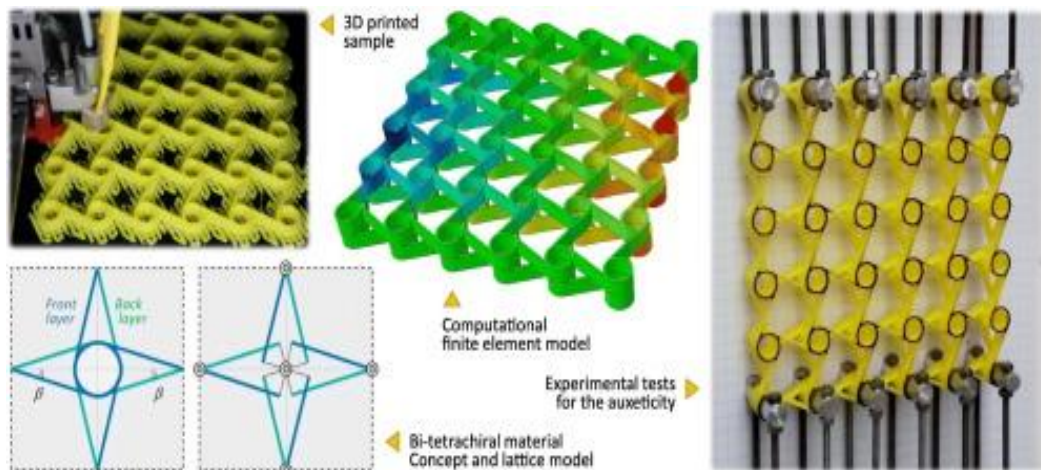 3D printed
sample
Front
layer
Back
layer
β
β
Computational
finite element model
Experimental tests
for the auxeticity
Bi-tetrachiral material
Concept and lattice model